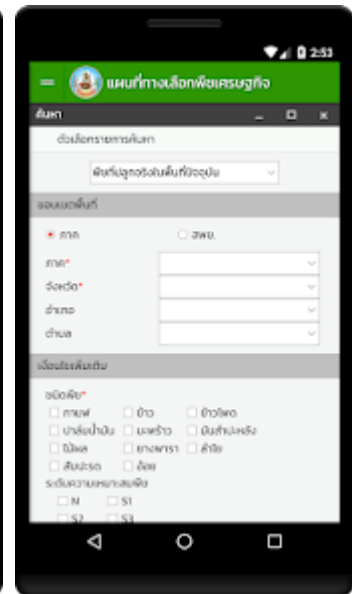 2:53
แผนที่ทางเลือกพืชเศรษฐกิจ
ค้นหา
ตัวเลือกรายการค้นหา
พืชที่ปลูกจริงในพื้นที่ปัจจุบัน
ขอบเขตพื้นที่
ภาค สพข.
ภาค*
จังหวัด*
อำเภอ
ตำบล
เงื่อนไขเพิ่มเติม
ชนิดพืช*
กาแฟ ข้าว ข้าวโพด
ปาล์มน้ำมัน มะพร้าว มันสำปะหลัง
ไม้ผล ยางพารา ลำไย
สับปะรด อ้อย
ระดับความเหมาะสมพืช
N S1
S2 S3